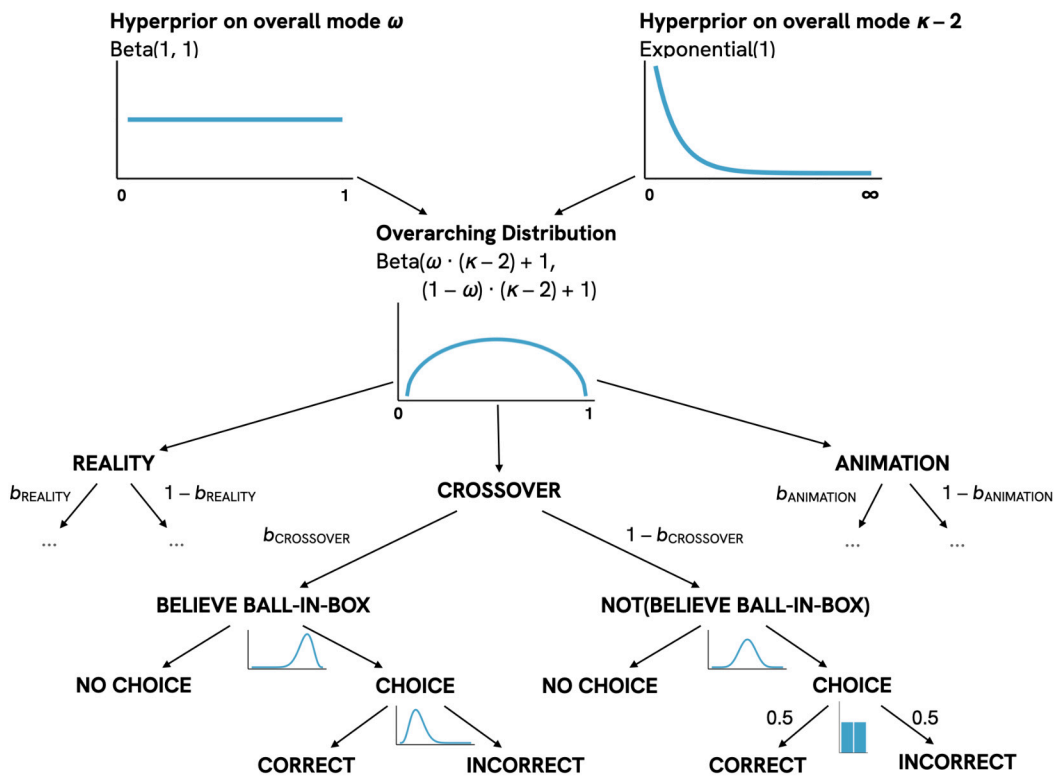 Hyperprior on overall mode ω
Beta(1, 1)
0
1
Hyperprior on overall mode κ – 2
Exponential(1)
0
∞
Overarching Distribution
Beta(ω · (κ – 2) + 1,
(1 – ω) · (κ – 2) + 1)
0
1
REALITY
bREALITY
1 – bREALITY
...
...
CROSSOVER
bCROSSOVER
1 – bCROSSOVER
ANIMATION
bANIMATION
1 – bANIMATION
...
...
BELIEVE BALL-IN-BOX
NO CHOICE
CHOICE
CORRECT
INCORRECT
NOT(BELIEVE BALL-IN-BOX)
NO CHOICE
CHOICE
0.5
0.5
CORRECT
INCORRECT